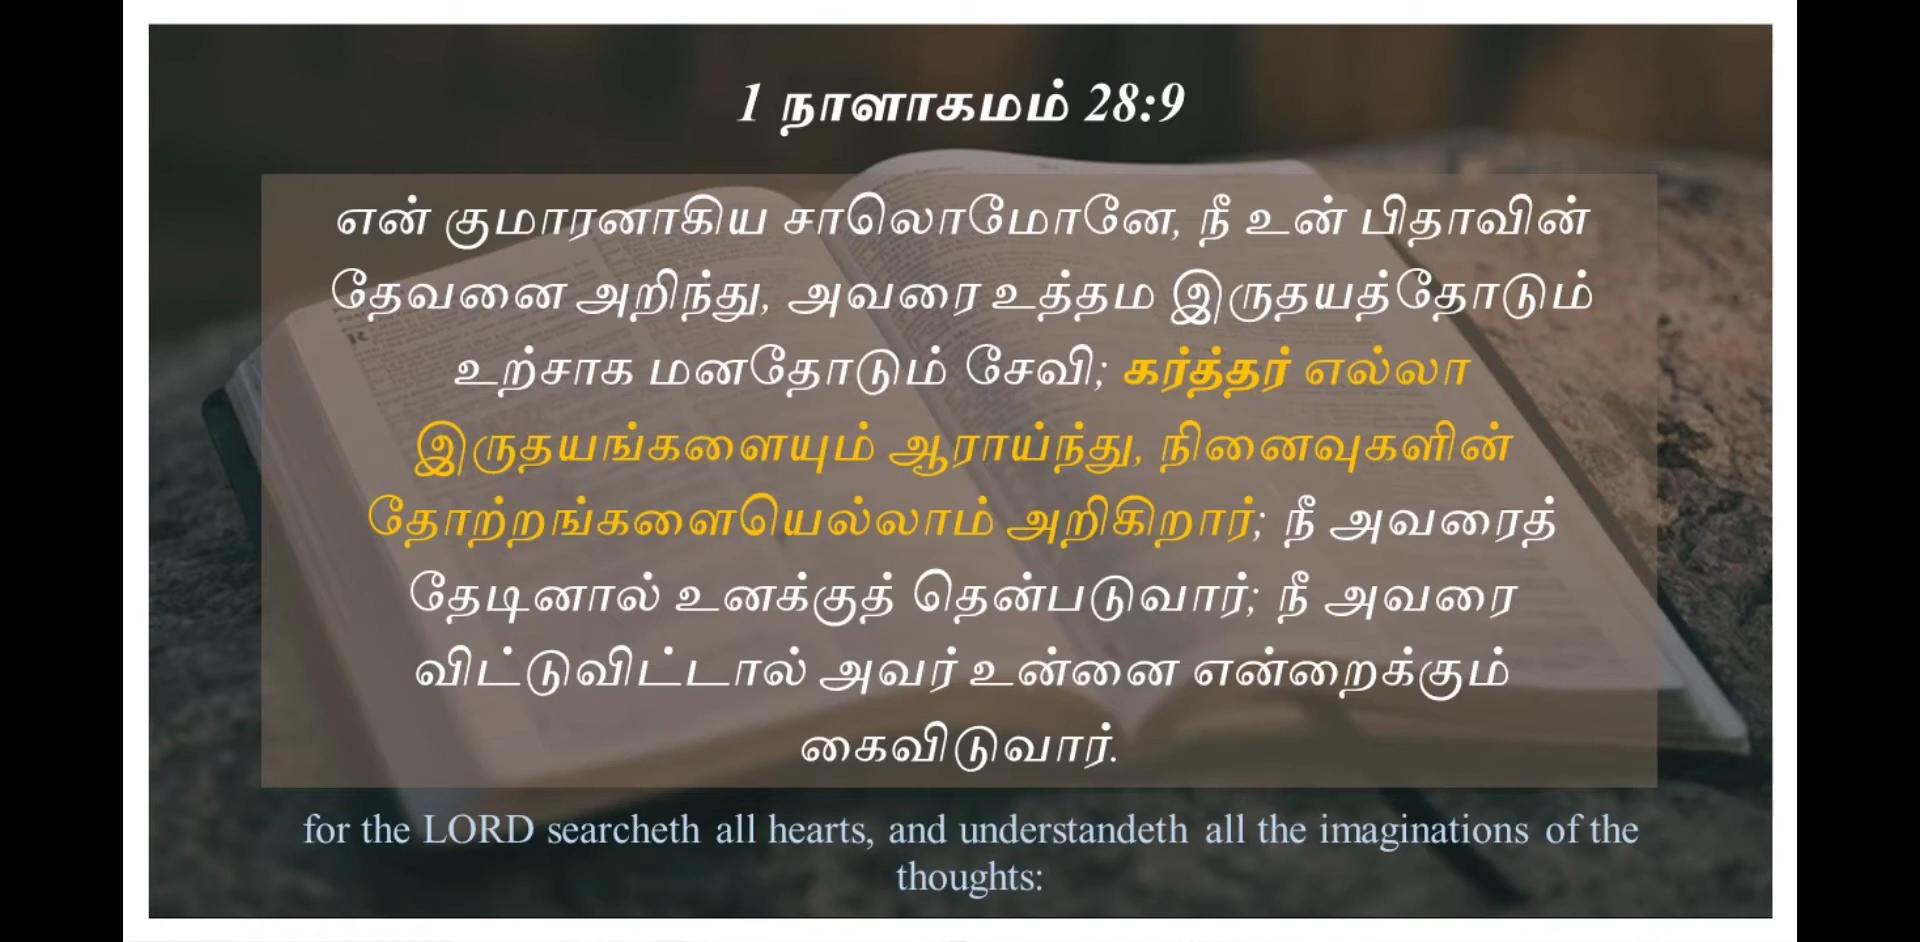 1 நாளாகமம் 28:9
என் குமாரனாகிய சாலொமோனே, நீ உன் பிதாவின்
தேவனை அறிந்து, அவரை உத்தம இருதயத்தோடும்
உற்சாக மனதோடும் சேவி; கர்த்தர் எல்லா
இருதயங்களையும் ஆராய்ந்து, நினைவுகளின்
தோற்றங்களையெல்லாம் அறிகிறார்; நீ அவரைத்
தேடினால் உனக்குத் தென்படுவார்; நீ அவரை
விட்டுவிட்டால் அவர் உன்னை என்றைக்கும்
கைவிடுவார்.
for the LORD searcheth all hearts, and understandeth all the imaginations of the
thoughts: